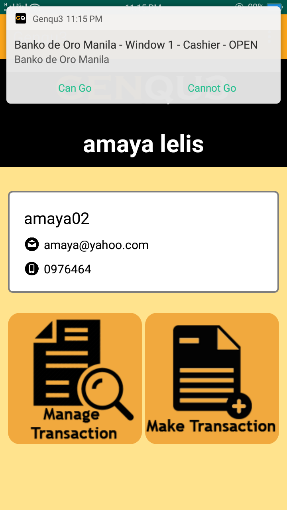 Genqu3 11:15 PM
Banko de Oro Manila - Window 1 - Cashier - OPEN
Banko de Oro Manila
Can Go
Cannot Go
amaya lelis
amaya02
amaya@yahoo.com
0976464
Manage
Transaction
Make Transaction